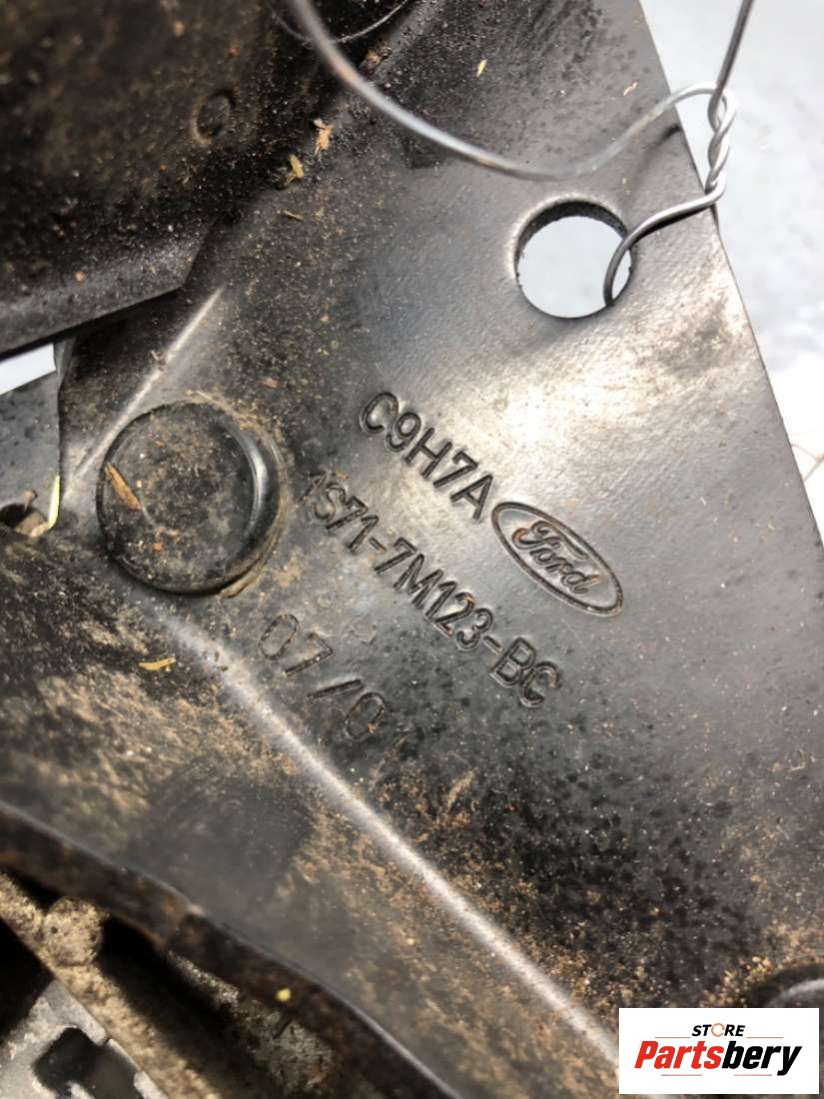 C9H7A
Ford
1S71-7M123-BC
07/01
STORE
Partsbery